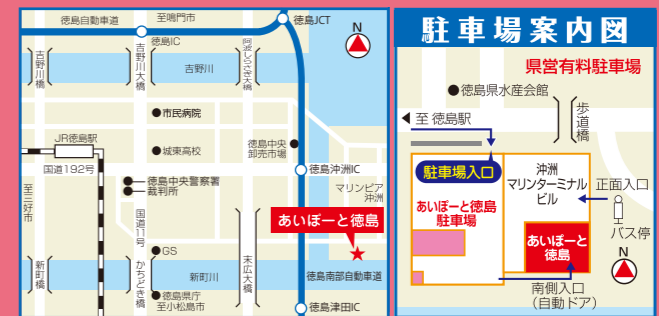 徳島自動車道
至鳴門市
徳島JCT
徳島IC
N
吉野川橋
吉野川大橋
吉野川
阿波しらさぎ大橋
市民病院
JR徳島駅
城東高校
徳島中央
卸売市場
国道192号
徳島沖洲IC
徳島中央警察署
裁判所
マリンピア
沖洲
至三好市
国道11号
あいぽーと徳島
GS
新町橋
かちどき橋
新町川
末広大橋
徳島南部自動車道
徳島県庁
至小松島市
徳島津田IC
駐車場案内図
県営有料駐車場
徳島県水産会館
至 徳島駅
歩道橋
駐車場入口
沖洲
マリンターミナル
ビル
正面入口
あいぽーと徳島
駐車場
バス停
あいぽーと
徳島
N
南側入口
(自動ドア)